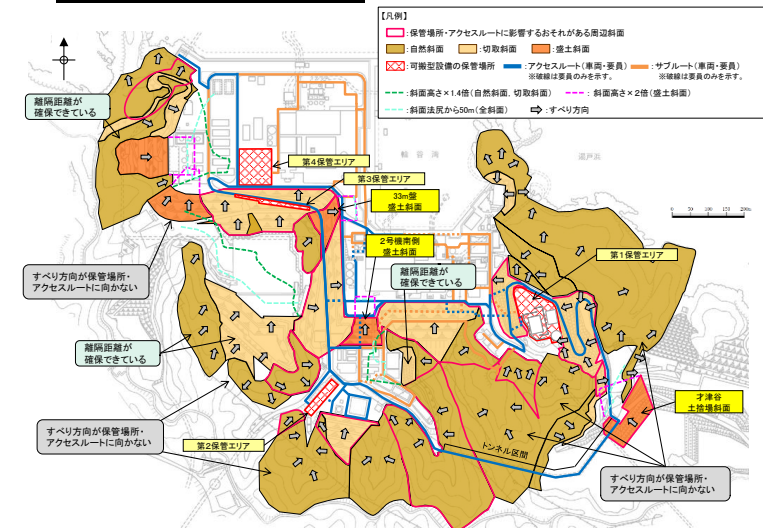 【凡例】
:保管場所・アクセスルートに影響するおそれがある周辺斜面
:自然斜面 :切取斜面 :盛土斜面
:可搬型設備の保管場所 :アクセスルート(車両・要員) :サブルート(車両・要員)
※破線は要員のみを示す。 ※破線は要員のみを示す。
:斜面高さ×1.4倍(自然斜面、切取斜面) :斜面高さ×2倍(盛土斜面)
:斜面法尻から50m(全斜面) :すべり方向
離隔距離が
確保できている
輪谷湾
第4保管エリア
第3保管エリア
33m盤
盛土斜面
0 50 100 150 200m
2号機南側
盛土斜面
第1保管エリア
離隔距離が
確保できている
すべり方向が保管場所・
アクセスルートに向かない
離隔距離が
確保できている
才津谷
土捨場斜面
すべり方向が保管場所・
アクセスルートに向かない
第2保管エリア
トンネル区間
すべり方向が保管場所・
アクセスルートに向かない